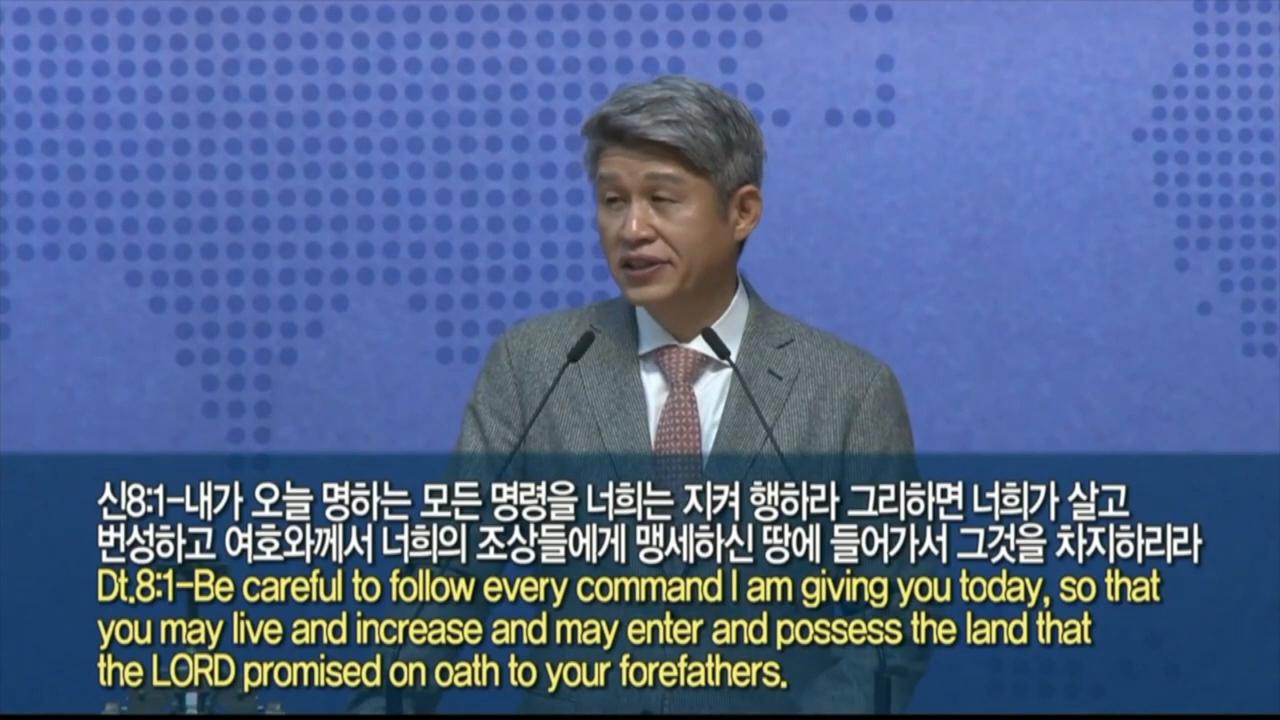 신8:1-내가 오늘 명하는 모든 명령을 너희는 지켜 행하라 그리하면 너희가 살고
번성하고 여호와께서 너희의 조상들에게 맹세하신 땅에 들어가서 그것을 차지하리라
Dt.8:1-Be careful to follow every command I am giving you today, so that
you may live and increase and may enter and possess the land that
the LORD promised on oath to your forefathers.